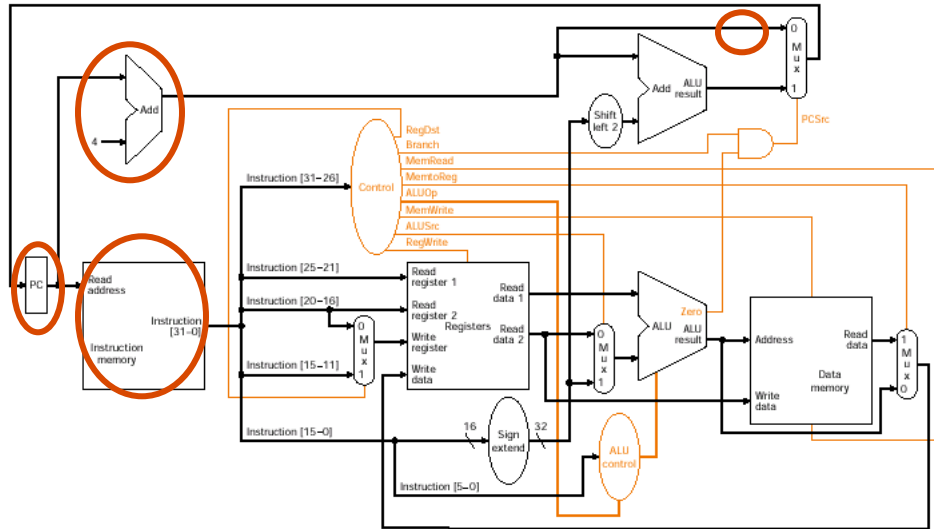 0
M
u
x
1
Add
ALU
result
Add
4
Shift
left 2
PCSrc
RegDst
Branch
MemRead
MemtoReg
ALUOp
MemWrite
ALUSrc
RegWrite
Control
Instruction [31–26]
PC
Read
address
Instruction
[31–0]
Instruction
memory
Instruction [25–21]
Instruction [20–16]
Instruction [15–11]
Instruction [15–0]
0
M
u
x
1
Read
register 1
Read
register 2
Write
register
Write
data
Registers
Read
data 1
Read
data 2
0
M
u
x
1
Zero
ALU
ALU
result
Address
Write
data
Read
data
Data
memory
1
M
u
x
0
16
Sign
extend
32
ALU
control
Instruction [5–0]